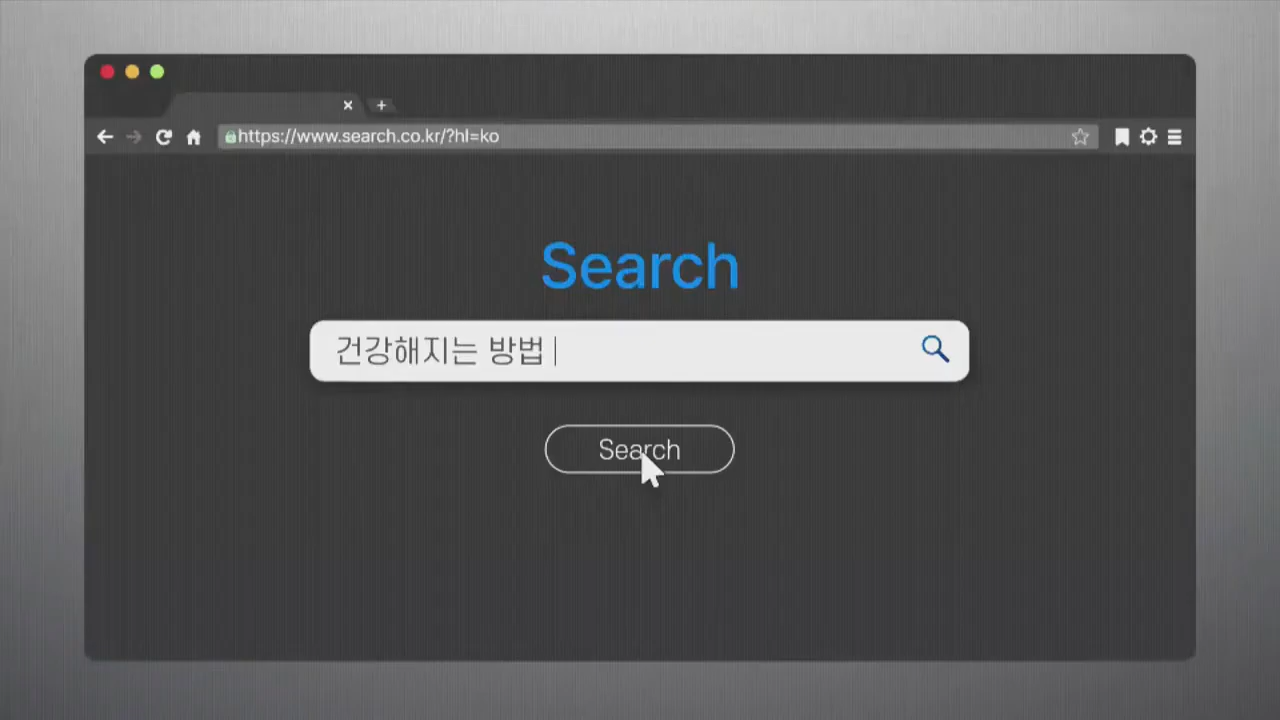 https://www.search.co.kr/?hl=ko
Search
건강해지는 방법
Search